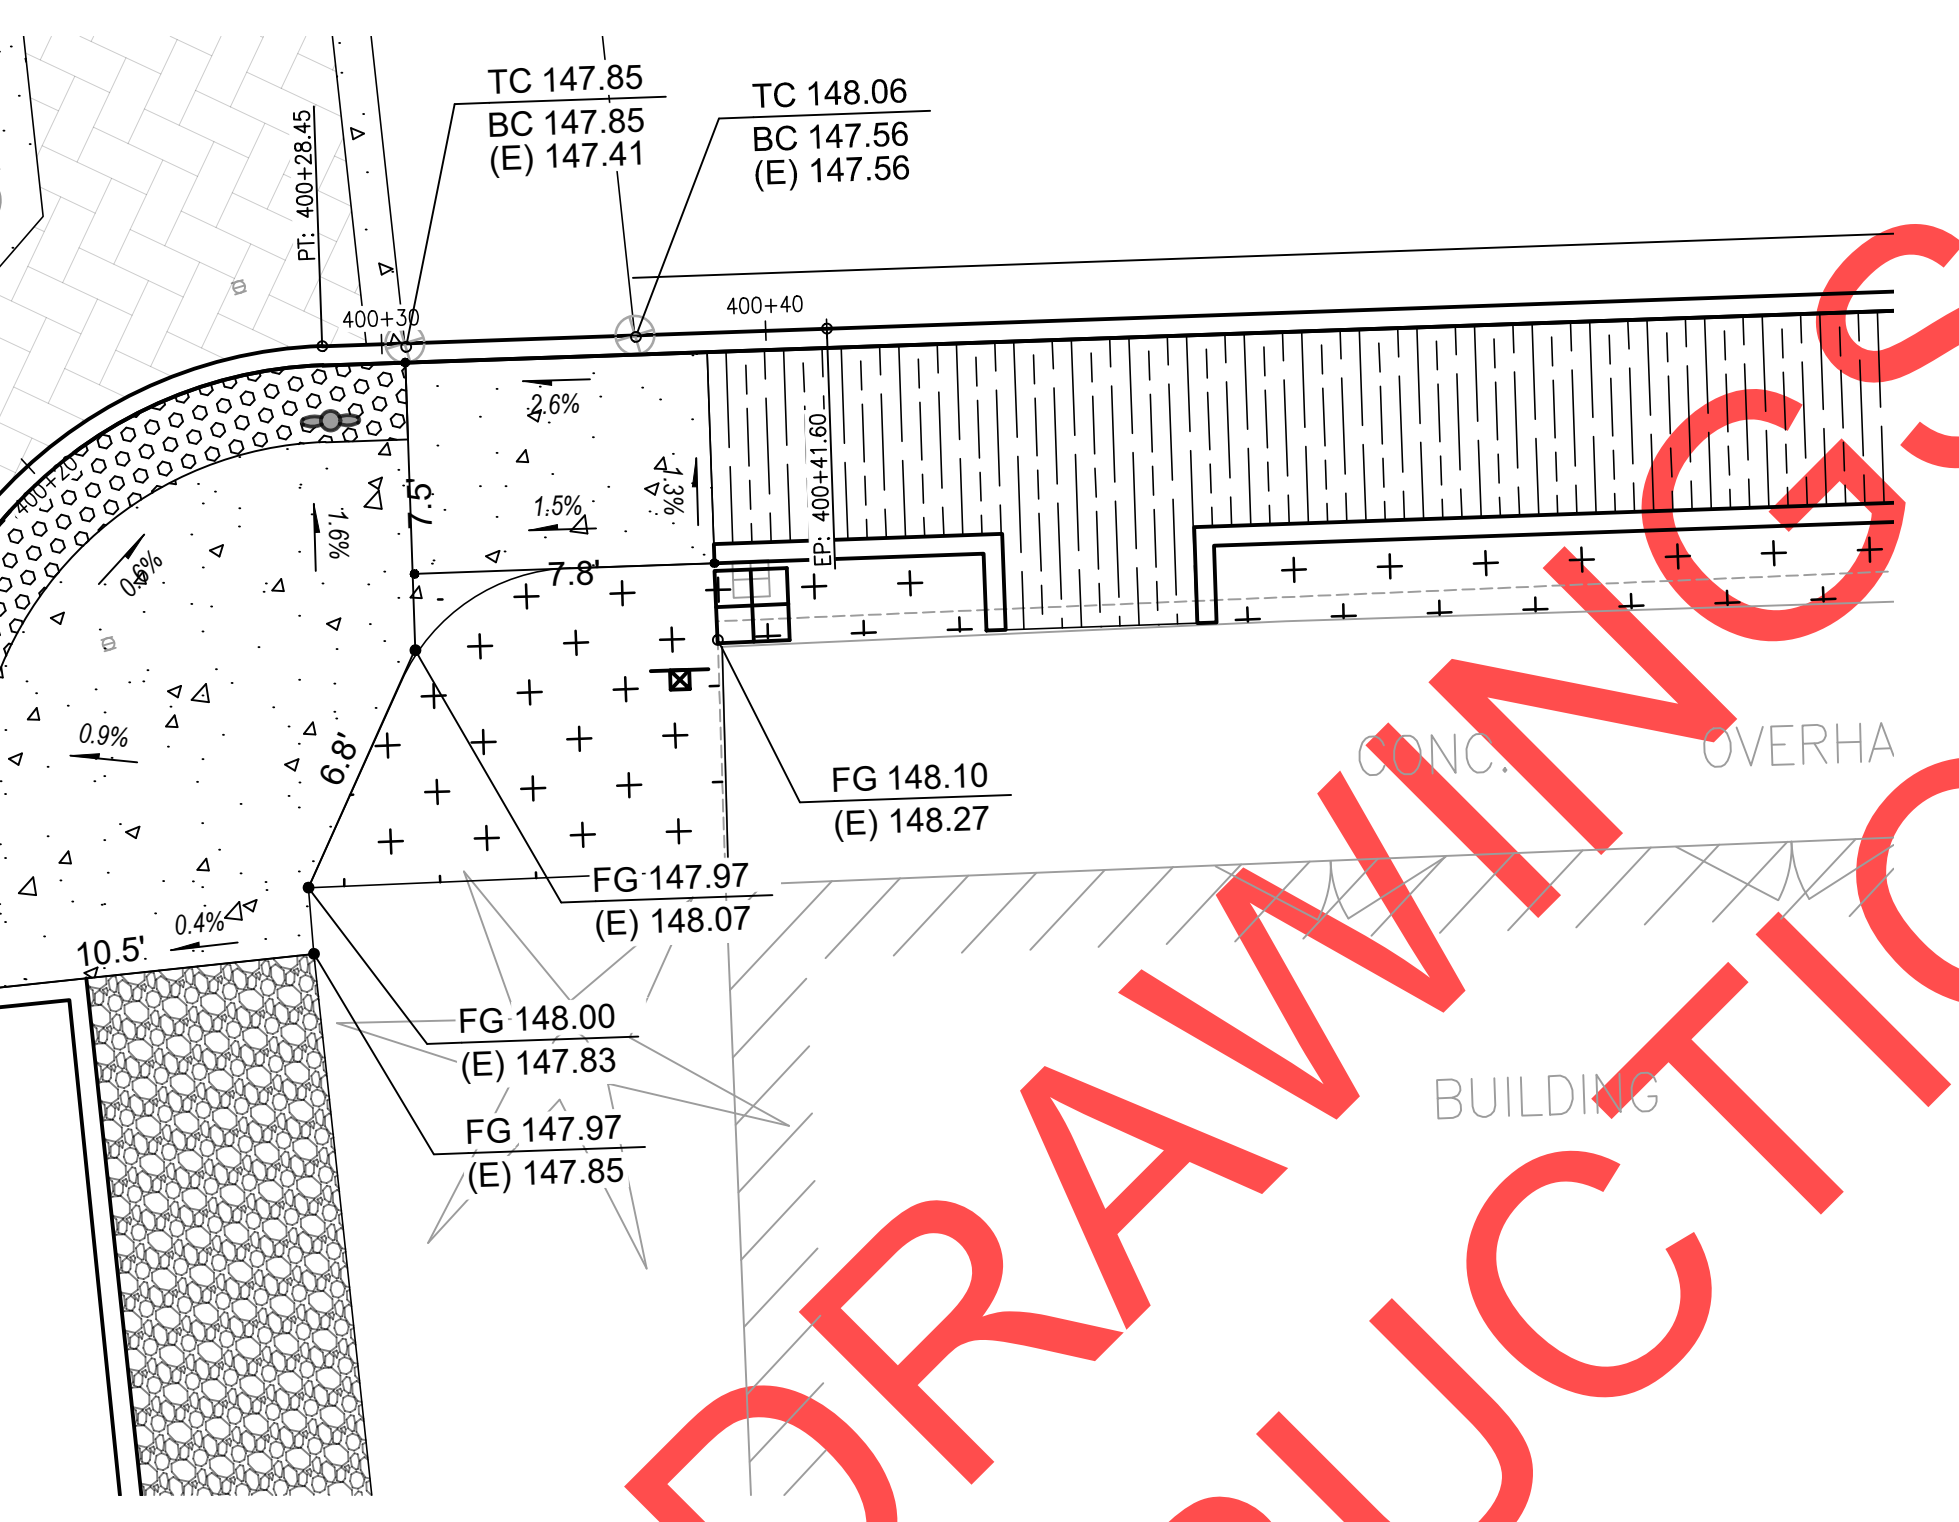 TC 147.85
BC 147.85
(E) 147.41
TC 148.06
BC 147.56
(E) 147.56
PT: 400+28.45
400+30
400+40
400+20
2.6%
1.3%
1.5%
1.6%
0.6%
7.5'
7.8'
EP: 400+41.60
0.9%
6.8'
FG 148.10
(E) 148.27
CONC.
OVERHA
FG 147.97
(E) 148.07
0.4%
10.5'
FG 148.00
(E) 147.83
FG 147.97
(E) 147.85
BUILDING
DRAWINGS
UCTIO